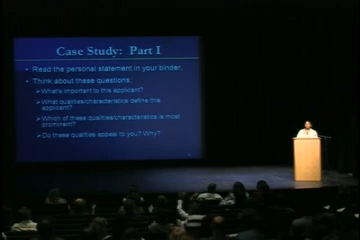 Case Study: Part I
• Read the personal statement in your binder.
• Think about these questions:
➢What's important to this applicant?
➢What qualities/characteristics define this
applicant?
➢Which of these qualities/characteristics is most
prominent?
➢Do these qualities appeal to you? Why?